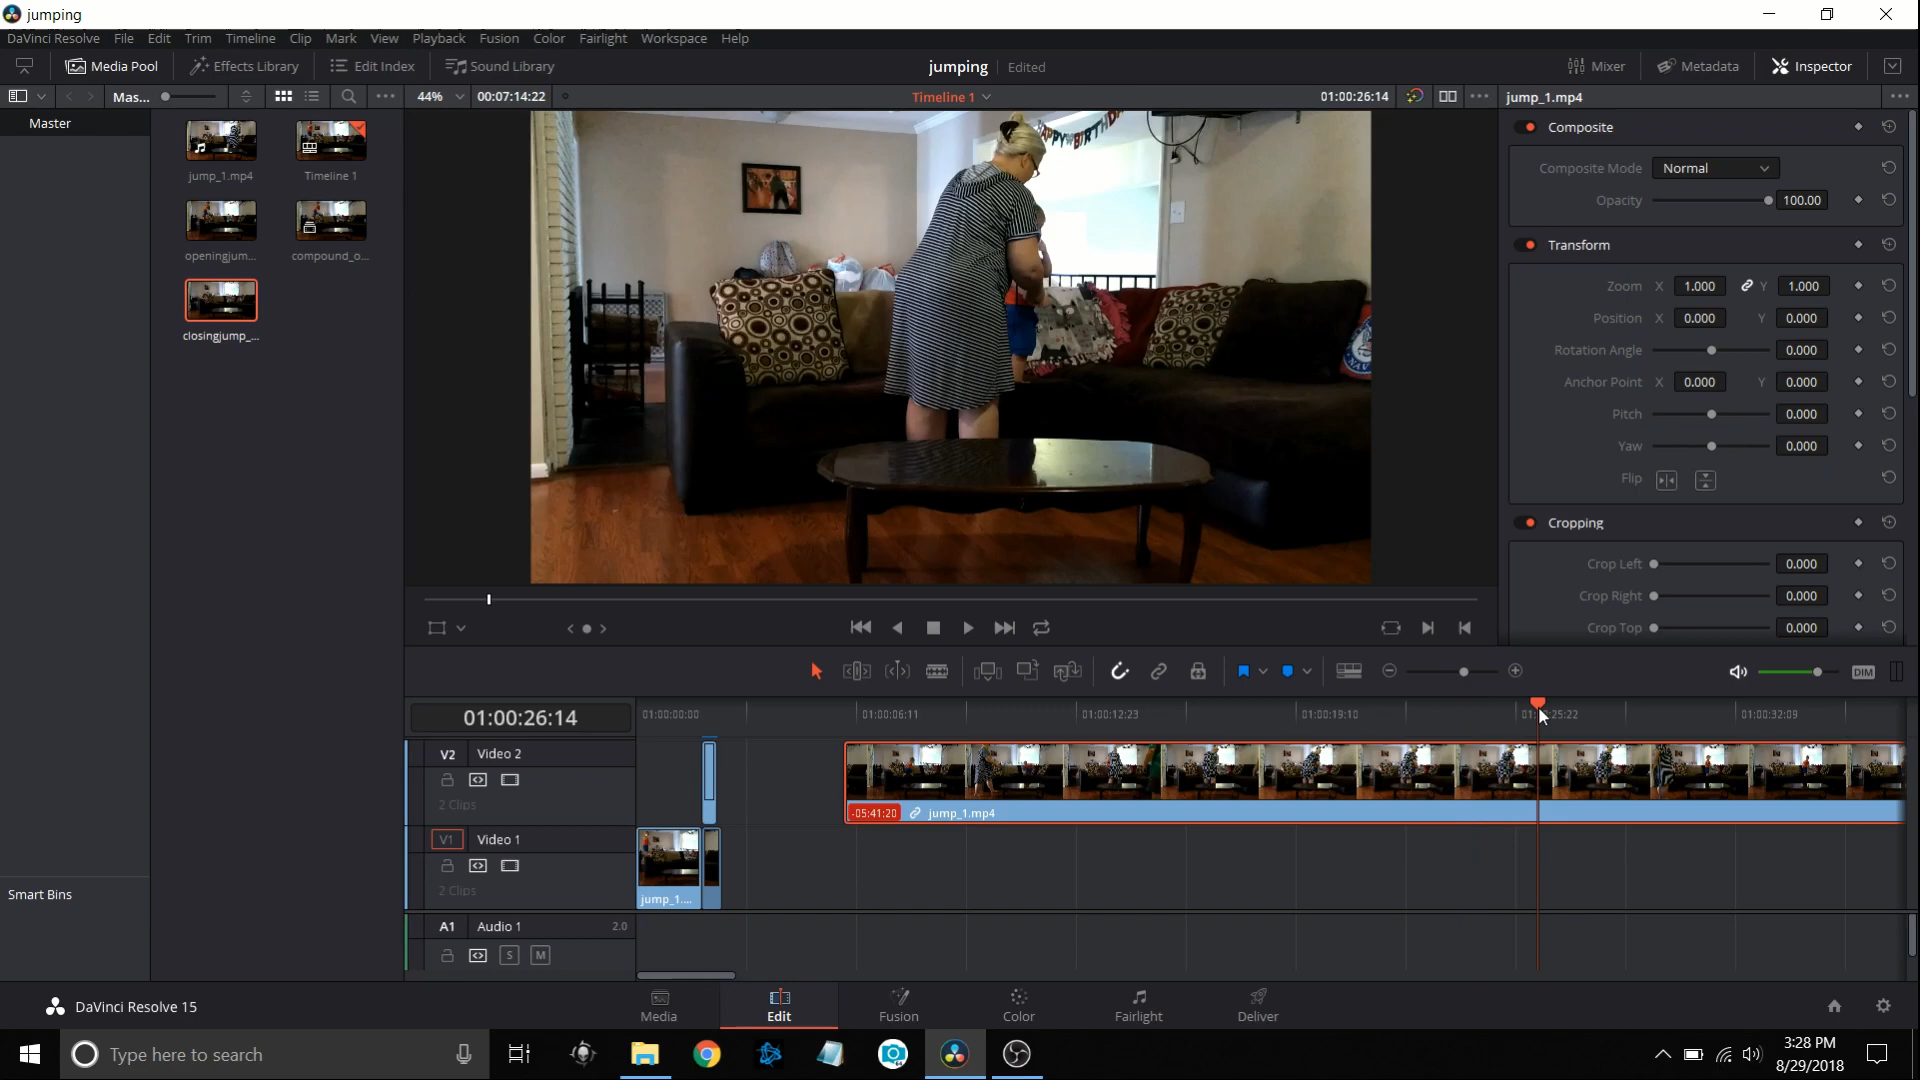 jumping
DaVinci Resolve File Edit Trim Timeline Clip Mark View Playback Fusion Color Fairlight Workspace Help
Media Pool Effects Library Edit Index Sound Library jumping Edited Mixer Metadata Inspector
Mas... 44% 00:07:14:22 Timeline 1 01:00:26:14 jump_1.mp4
Master
jump_1.mp4 Timeline 1
openingjum... compound_o...
closingjump_...
Smart Bins
HAPPY BIRTHD
Composite
Composite Mode Normal
Opacity 100.00
Transform
Zoom X 1.000 Y 1.000
Position X 0.000 Y 0.000
Rotation Angle 0.000
Anchor Point X 0.000 Y 0.000
Pitch 0.000
Yaw 0.000
Flip
Cropping
Crop Left 0.000
Crop Right 0.000
Crop Top 0.000
DIM
01:00:26:14 01:00:00:00 01:00:06:11 01:00:12:23 01:00:19:10 01:00:32:09
V2 Video 2
2 Clips
-05:41:20 jump_1.mp4
V1 Video 1
2 Clips
jump_1....
A1 Audio 1 2.0
S M
DaVinci Resolve 15
Media Edit Fusion Color Fairlight Deliver
Type here to search
3:28 PM
8/29/2018